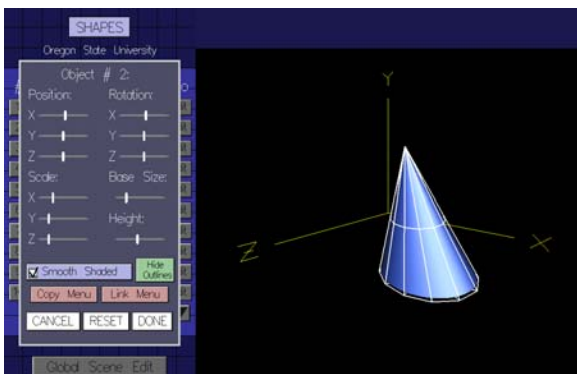 SHAPES
Oregon State University
Object # 2:
Position: Rotation:
X X
Y Y
Z Z
Scale: Base Size:
X
Y Height:
Z
Smooth Shaded Hide Outlines
Copy Menu Link Menu
CANCEL RESET DONE
Global Scene Edit
Y
Z X